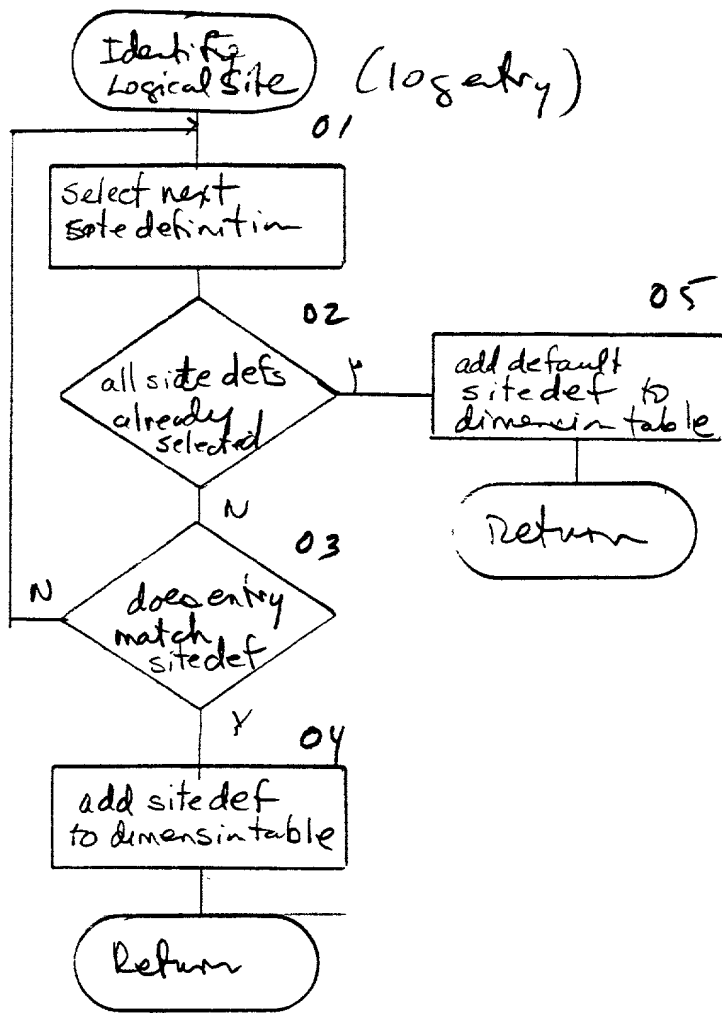 Identify
Logical Site
(logentry)
01
select next
site definition
02
all site defs
already
selected
Y
05
add default
sitedef to
dimension table
Return
N
03
does entry
match
sitedef
N
Y
04
add sitedef
to dimensin table
Return